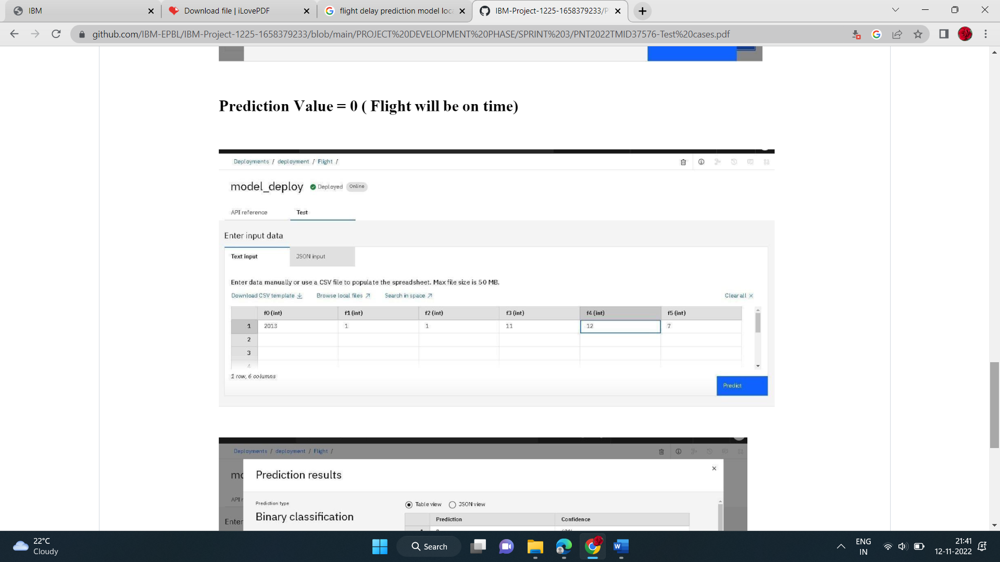 IBM
Download file | iLovePDF
flight delay prediction model loc
IBM-Project-1225-1658379233/P
github.com/IBM-EPBL/IBM-Project-1225-1658379233/blob/main/PROJECT%20DEVELOPMENT%20PHASE/SPRINT%203/PNT2022TMID37576-Test%20cases.pdf
Prediction Value = 0 ( Flight will be on time)
Deployments / deployment / Flight /
model_deploy Deployed Online
API reference Test
Enter input data
Text input JSON input
Enter data manually or use a CSV file to populate the spreadsheet. Max file size is 50 MB.
Download CSV template Browse local files Search in space Clear all ×
f0 (int) f1 (int) f2 (int) f3 (int) f4 (int) f5 (int)
1 2013 1 1 11 12 7
2
3
4
1 row, 6 columns
Predict
Deployments / deployment / Flight /
Prediction results ×
Prediction type
Table view JSON view
Binary classification
Enter
Prediction Confidence
22°C
Cloudy
Search
ENG
IN
21:41
12-11-2022